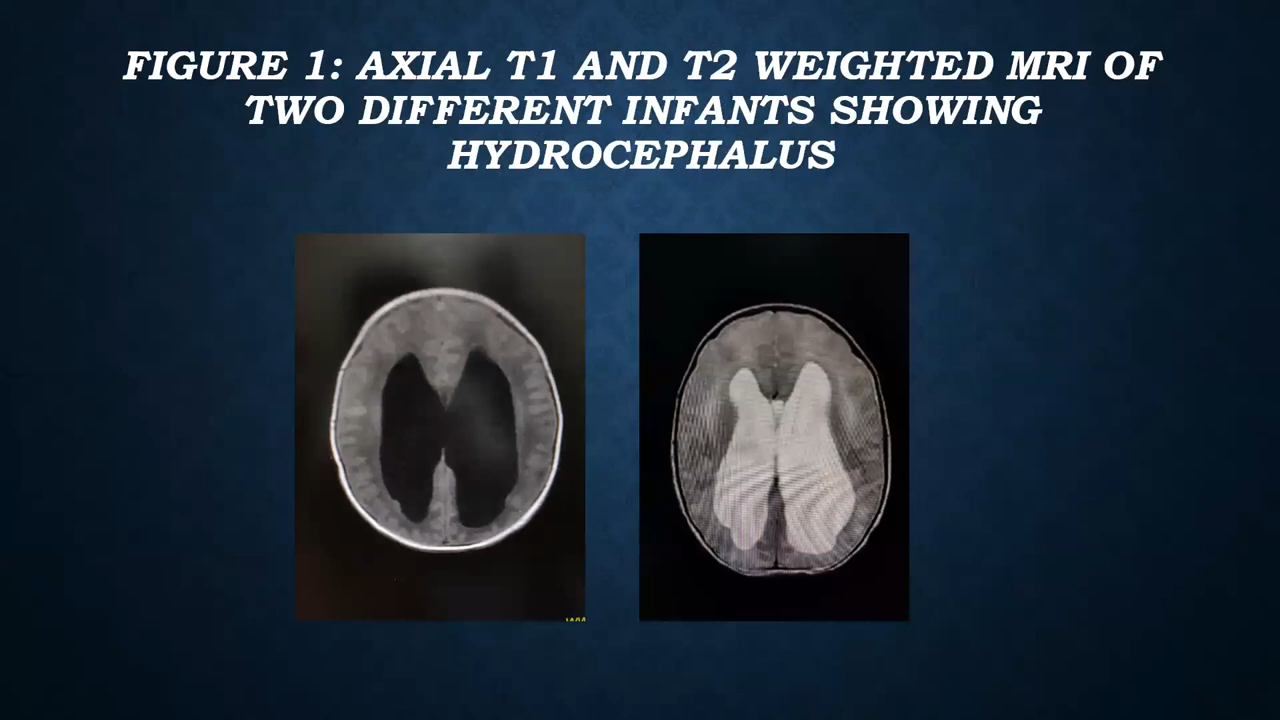 FIGURE 1: AXIAL T1 AND T2 WEIGHTED MRI OF
TWO DIFFERENT INFANTS SHOWING
HYDROCEPHALUS